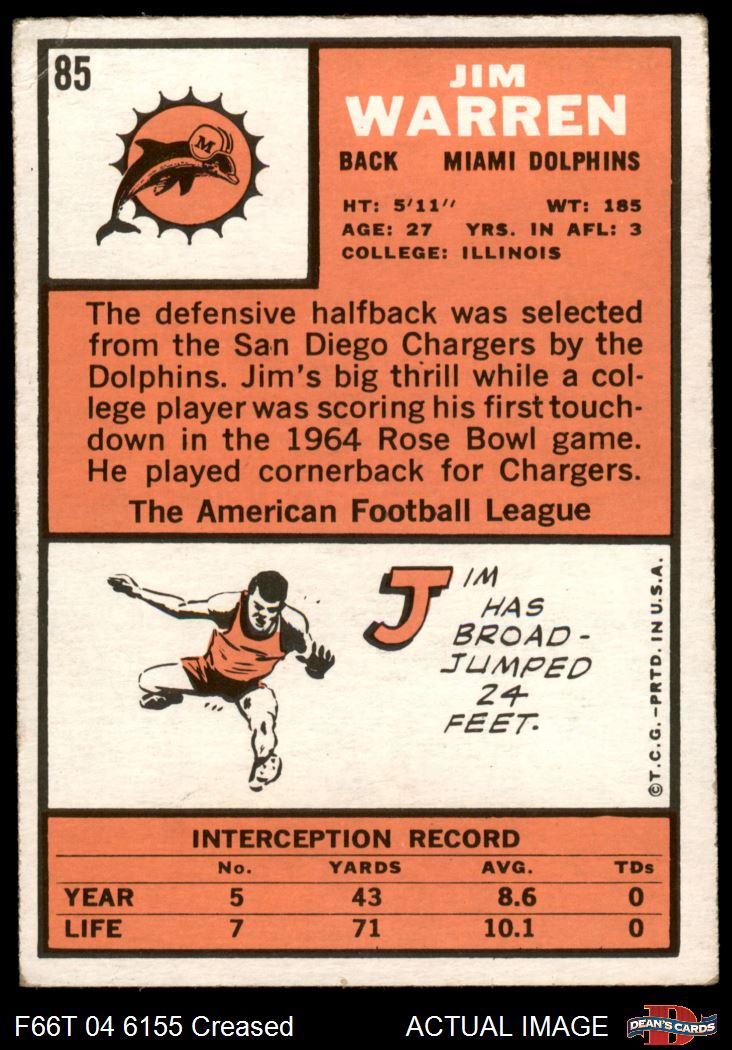 85
M
JIM
WARREN
BACK MIAMI DOLPHINS
HT: 5'11" WT: 185
AGE: 27 YRS. IN AFL: 3
COLLEGE: ILLINOIS
The defensive halfback was selected
from the San Diego Chargers by the
Dolphins. Jim's big thrill while a col-
lege player was scoring his first touch-
down in the 1964 Rose Bowl game.
He played cornerback for Chargers.
The American Football League
JIM
HAS
BROAD-
JUMPED
24
FEET.
©T.C.G.-PRTD. IN U.S.A.
INTERCEPTION RECORD
No. YARDS AVG. TDs
YEAR 5 43 8.6 0
LIFE 7 71 10.1 0
F66T 04 6155 Creased ACTUAL IMAGE
D
DEAN'S CARDS